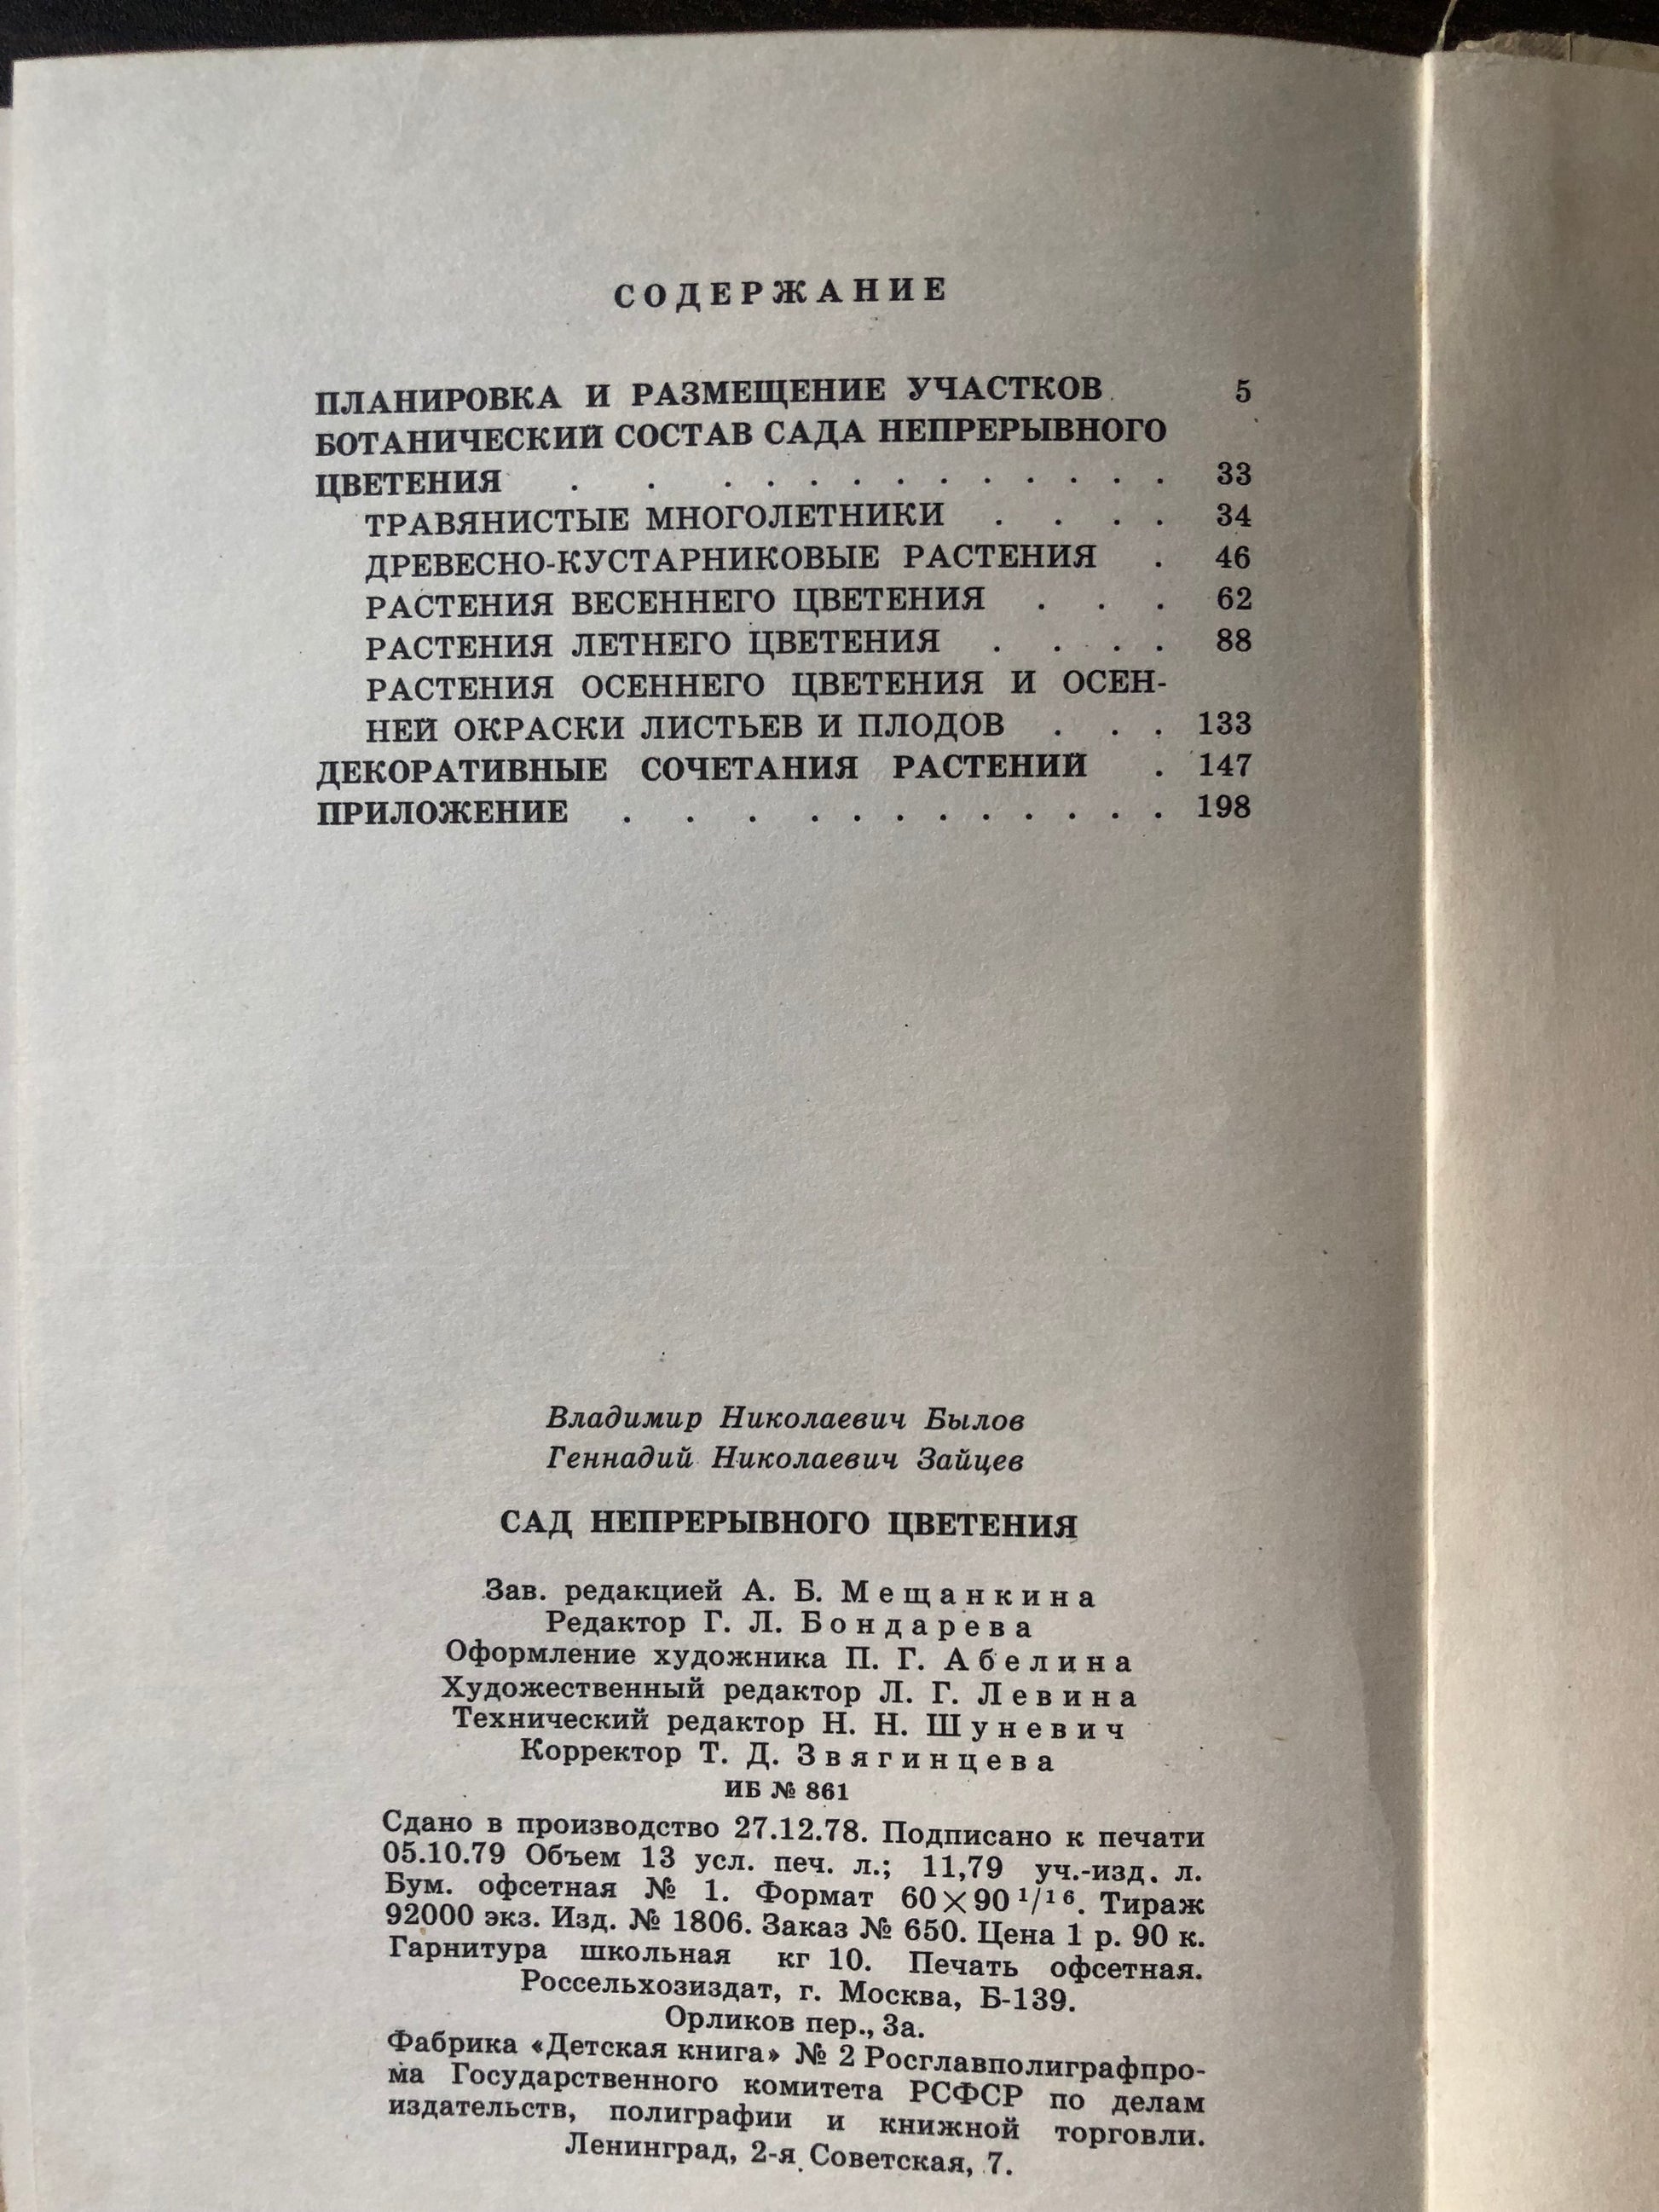 СОДЕРЖАНИЕ
ПЛАНИРОВКА И РАЗМЕЩЕНИЕ УЧАСТКОВ 5
БОТАНИЧЕСКИЙ СОСТАВ САДА НЕПРЕРЫВНОГО
ЦВЕТЕНИЯ . . . . . . . . . . . . . 33
ТРАВЯНИСТЫЕ МНОГОЛЕТНИКИ . . . . 34
ДРЕВЕСНО-КУСТАРНИКОВЫЕ РАСТЕНИЯ . 46
РАСТЕНИЯ ВЕСЕННЕГО ЦВЕТЕНИЯ . . . 62
РАСТЕНИЯ ЛЕТНЕГО ЦВЕТЕНИЯ . . . . 88
РАСТЕНИЯ ОСЕННЕГО ЦВЕТЕНИЯ И ОСЕН-
НЕЙ ОКРАСКИ ЛИСТЬЕВ И ПЛОДОВ . . . 133
ДЕКОРАТИВНЫЕ СОЧЕТАНИЯ РАСТЕНИЙ . 147
ПРИЛОЖЕНИЕ . . . . . . . . . . . . 198
Владимир Николаевич Былов
Геннадий Николаевич Зайцев
САД НЕПРЕРЫВНОГО ЦВЕТЕНИЯ
Зав. редакцией А. Б. Мещанкина
Редактор Г. Л. Бондарева
Оформление художника П. Г. Абелина
Художественный редактор Л. Г. Левина
Технический редактор Н. Н. Шуневич
Корректор Т. Д. Звягинцева
ИБ № 861
Сдано в производство 27.12.78. Подписано к печати
05.10.79 Объем 13 усл. печ. л.; 11,79 уч.-изд. л.
Бум. офсетная № 1. Формат 60×90 1/16. Тираж
92000 экз. Изд. № 1806. Заказ № 650. Цена 1 р. 90 к.
Гарнитура школьная кг 10. Печать офсетная.
Россельхозиздат, г. Москва, Б-139.
Орликов пер., 3а.
Фабрика «Детская книга» № 2 Росглавполиграфпро-
ма Государственного комитета РСФСР по делам
издательств, полиграфии и книжной торговли.
Ленинград, 2-я Советская, 7.